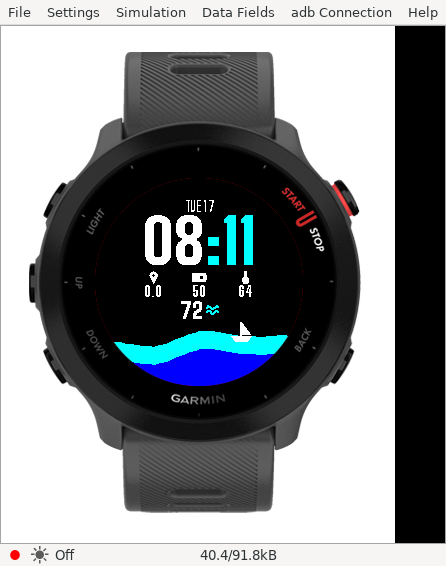 File Settings Simulation Data Fields adb Connection Help
LIGHT
START
STOP
UP
DOWN
BACK
TUE17
08:11
0.0 50 64
72
GARMIN
Off 40.4/91.8kB